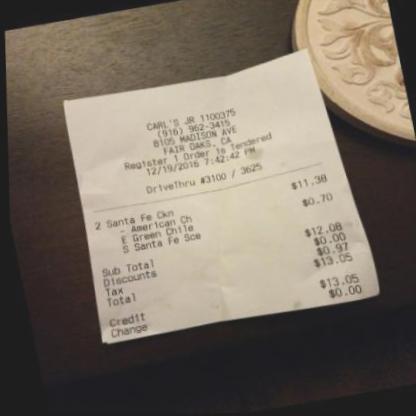 CARL'S JR 1100375
(916) 962-3415
8105 MADISON AVE
FAIR OAKS, CA
Register 1 Order is Tendered
12/19/2015 7:42:42 PM
DriveThru #3100 / 3625
2 Santa Fe Ckn $11.38
- American Ch
E Green Chile $0.70
S Santa Fe Sce
Sub Total $12.08
Discounts $0.00
Tax $0.97
Total $13.05
Credit $13.05
Change $0.00